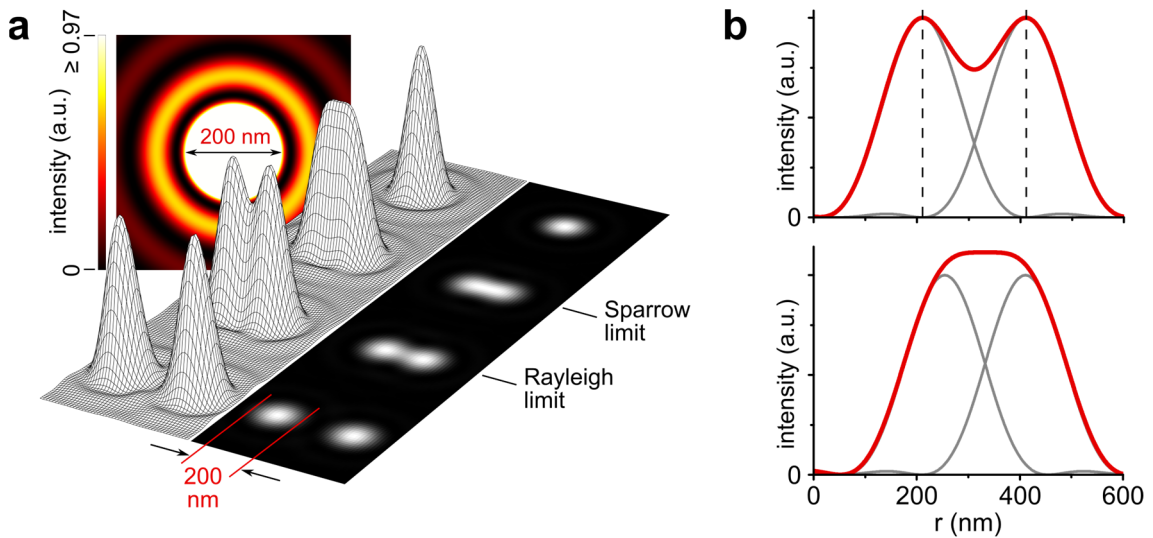 a
intensity (a.u.)
≥ 0.97
0
200 nm
Sparrow
limit
Rayleigh
limit
200
nm
b
intensity (a.u.)
0
intensity (a.u.)
0
0
200
400
600
r (nm)